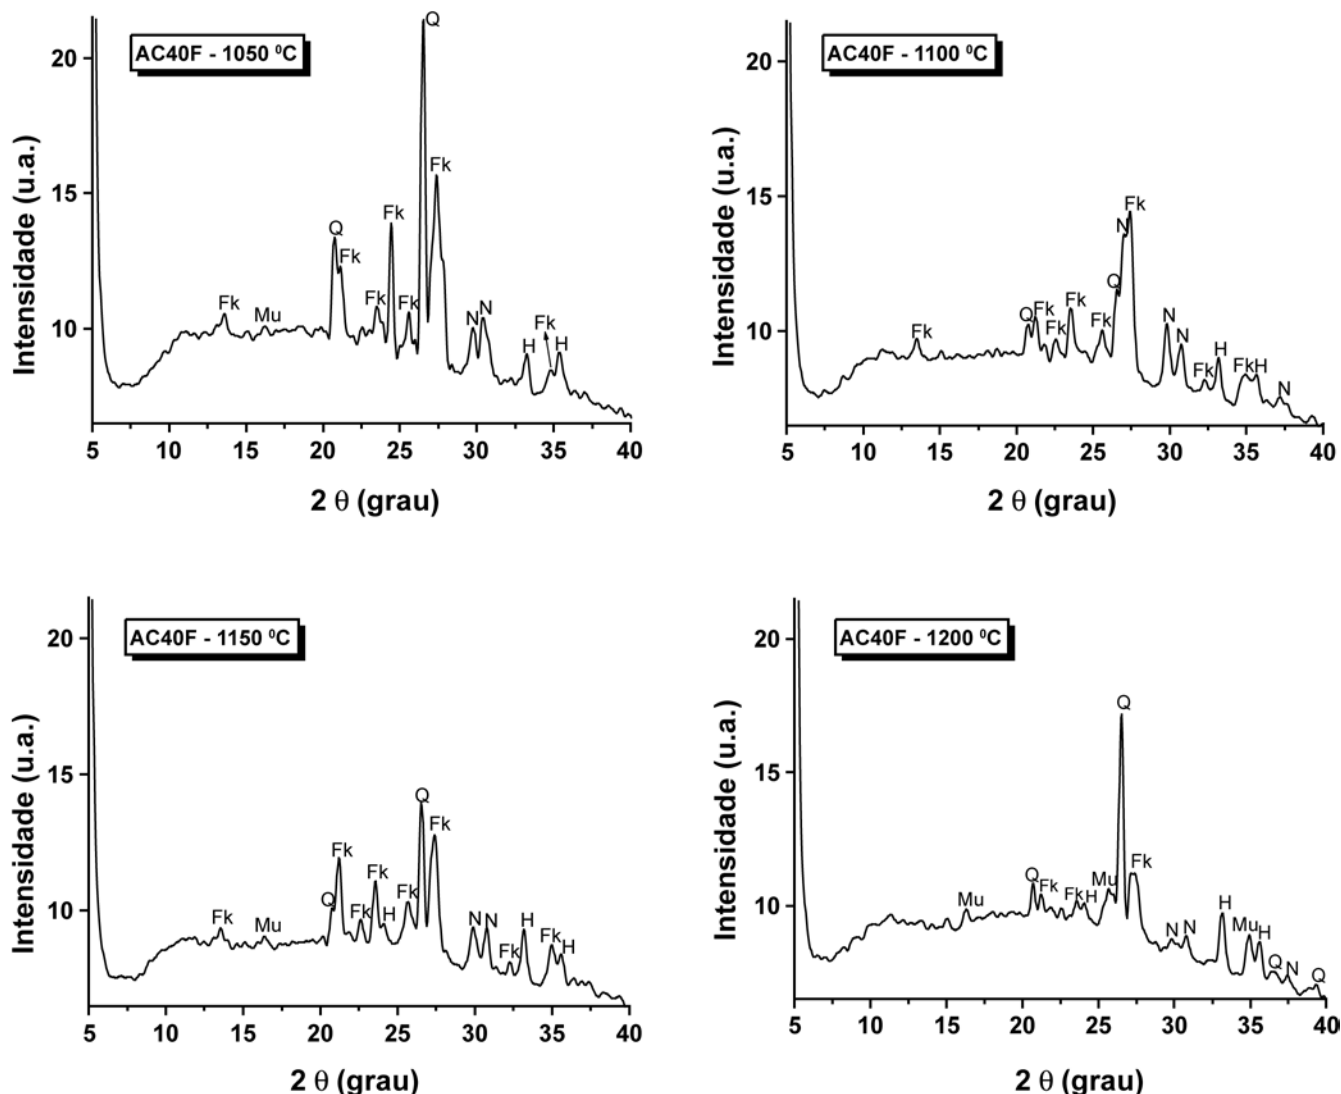 AC40F - 1050 ⁰C
Intensidade (u.a.)
20
15
10
Fk
Mu
Q
Fk
Fk
Fk
Fk
Q
Fk
N
N
H
Fk
H
5 10 15 20 25 30 35 40
2 θ (grau)
AC40F - 1100 ⁰C
Intensidade (u.a.)
20
15
10
Fk
Q
Fk
Fk
Fk
Fk
Q
N
Fk
N
N
Fk
H
Fk
H
N
5 10 15 20 25 30 35 40
2 θ (grau)
AC40F - 1150 ⁰C
Intensidade (u.a.)
20
15
10
Fk
Mu
Q
Fk
Fk
Fk
H
Fk
Q
Fk
N
N
Fk
H
Fk
H
5 10 15 20 25 30 35 40
2 θ (grau)
AC40F - 1200 ⁰C
Intensidade (u.a.)
20
15
10
Mu
Q
Fk
Fk
H
Mu
Q
Fk
N
N
H
Mu
H
Q
N
Q
5 10 15 20 25 30 35 40
2 θ (grau)